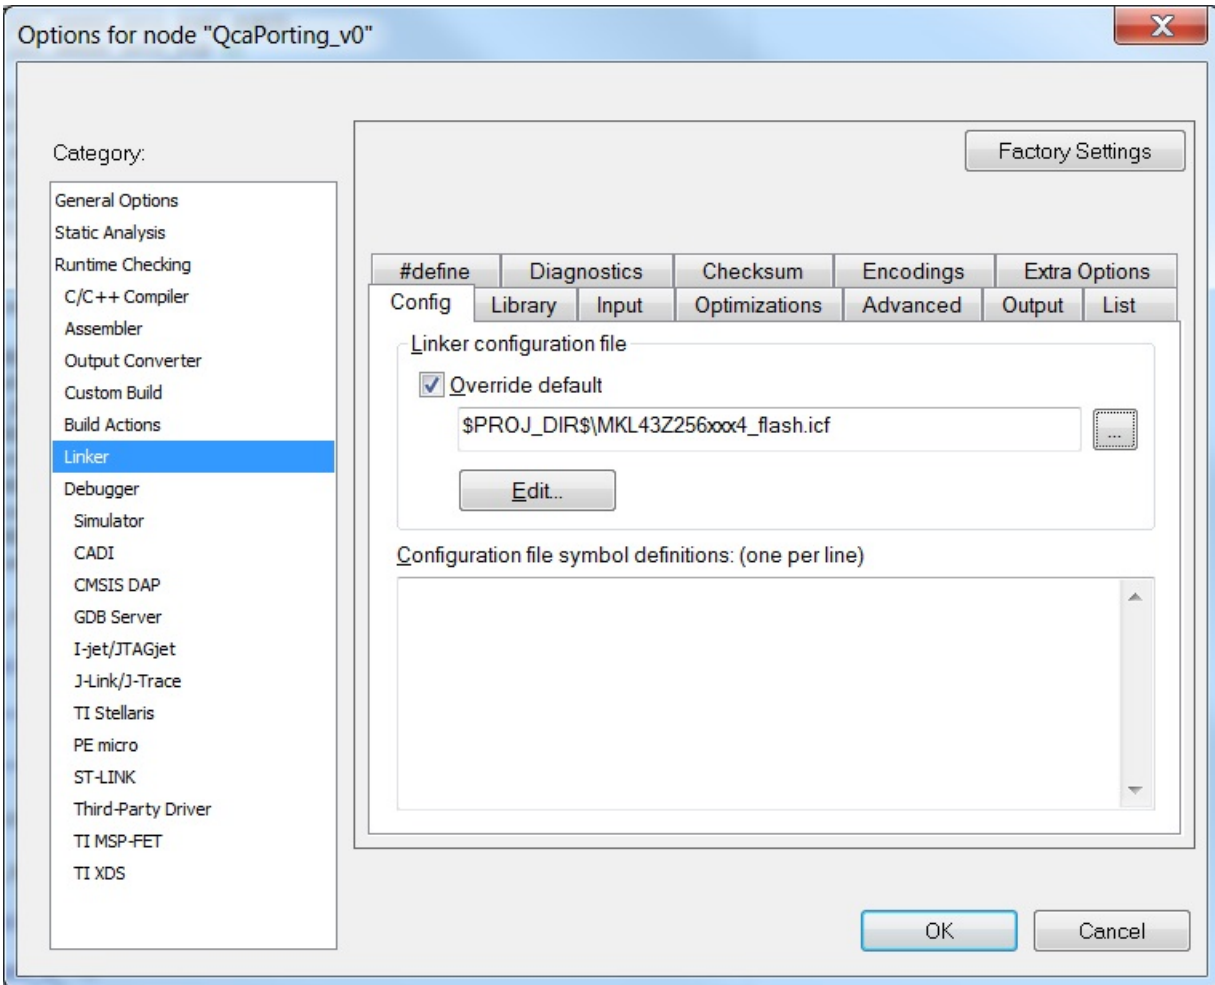 Options for node "QcaPorting_v0"
X
Category:
Factory Settings
General Options
Static Analysis
Runtime Checking
C/C++ Compiler
Assembler
Output Converter
Custom Build
Build Actions
Linker
Debugger
Simulator
CADI
CMSIS DAP
GDB Server
I-jet/JTAGjet
J-Link/J-Trace
TI Stellaris
PE micro
ST-LINK
Third-Party Driver
TI MSP-FET
TI XDS
#define Diagnostics Checksum Encodings Extra Options
Config Library Input Optimizations Advanced Output List
Linker configuration file
Override default
$PROJ_DIR$\MKL43Z256xxx4_flash.icf
...
Edit...
Configuration file symbol definitions: (one per line)
OK Cancel